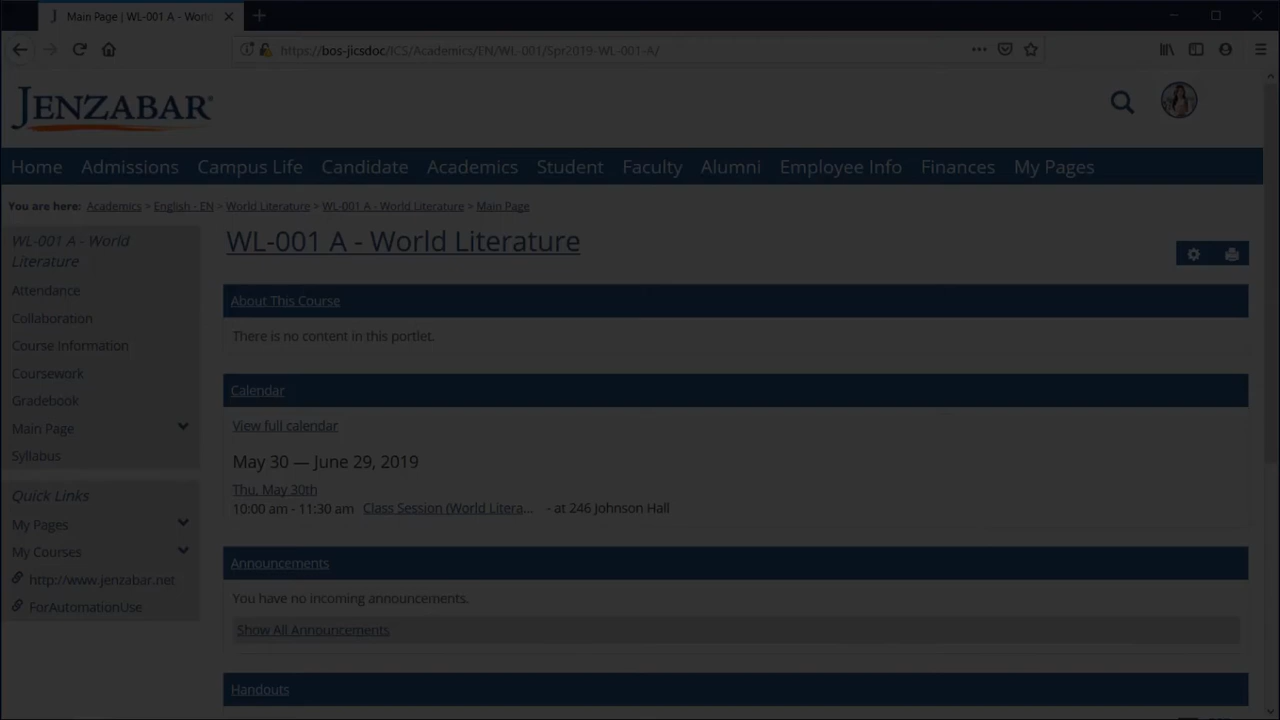 Main Page | WL-001 A - World
https://bos-jicsdoc/ICS/Academics/EN/WL-001/Spr2019-WL-001-A/
JENZABAR®
Home Admissions Campus Life Candidate Academics Student Faculty Alumni Employee Info Finances My Pages
You are here: Academics > English - EN > World Literature > WL-001 A - World Literature > Main Page
WL-001 A - World
Literature
Attendance
Collaboration
Course Information
Coursework
Gradebook
Main Page
Syllabus
Quick Links
My Pages
My Courses
http://www.jenzabar.net
ForAutomationUse
WL-001 A - World Literature
About This Course
There is no content in this portlet.
Calendar
View full calendar
May 30 — June 29, 2019
Thu, May 30th
10:00 am - 11:30 am Class Session (World Litera... - at 246 Johnson Hall
Announcements
You have no incoming announcements.
Show All Announcements
Handouts